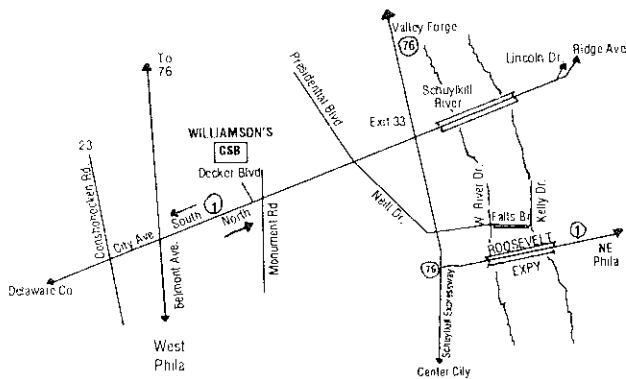 Valley Forge
76
To
76
Presidential Blvd
Lincoln Dr.
Ridge Ave
Schuylkill
River
Exit 33
WILLIAMSON'S
GSB
Decker Blvd
23
Conshohocken Rd.
City Ave
South
1
North
Belmont Ave.
Monument Rd
Neill Dr.
W. River Dr.
Falls Br.
Kelly Dr.
ROOSEVELT
EXPY
1
NE
Phila
76
Schuylkill Expressway
Delaware Co
West
Phila
Center City